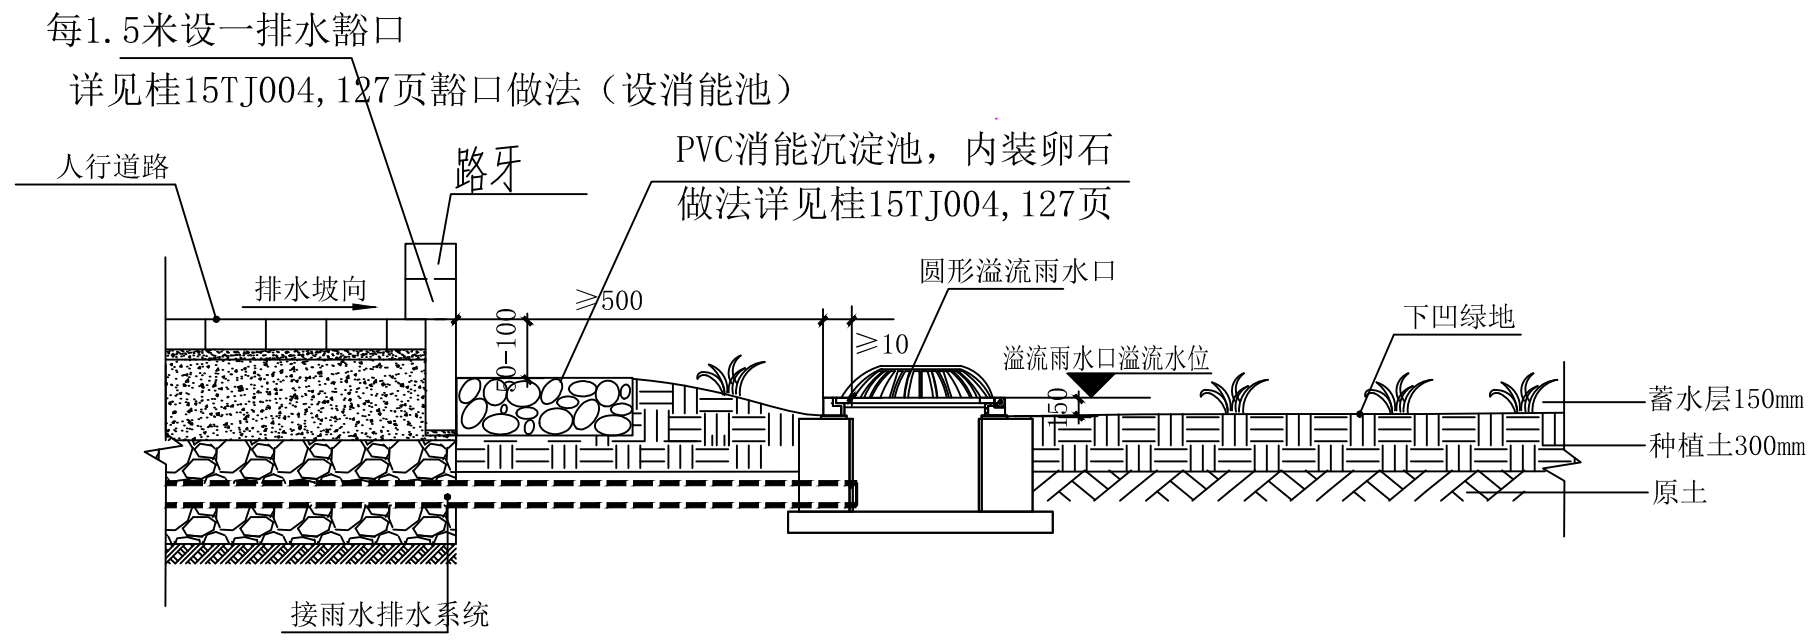 每1.5米设一排水豁口
详见桂15TJ004,127页豁口做法（设消能池）
PVC消能沉淀池，内装卵石
做法详见桂15TJ004,127页
人行道路
路牙
圆形溢流雨水口
排水坡向
≥500
下凹绿地
50-100
≥10
溢流雨水口溢流水位
150
蓄水层150mm
种植土300mm
原土
接雨水排水系统